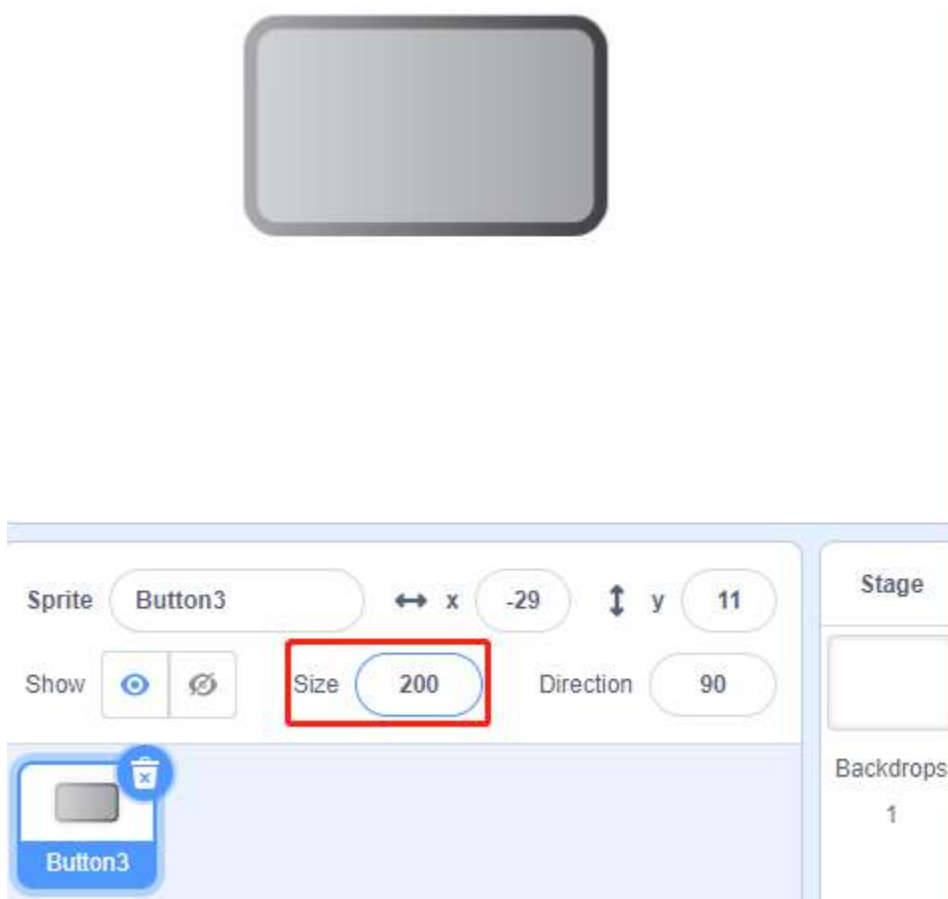 Sprite Button3 x -29 y 11
Show Size 200 Direction 90
Button3
Stage
Backdrops
1